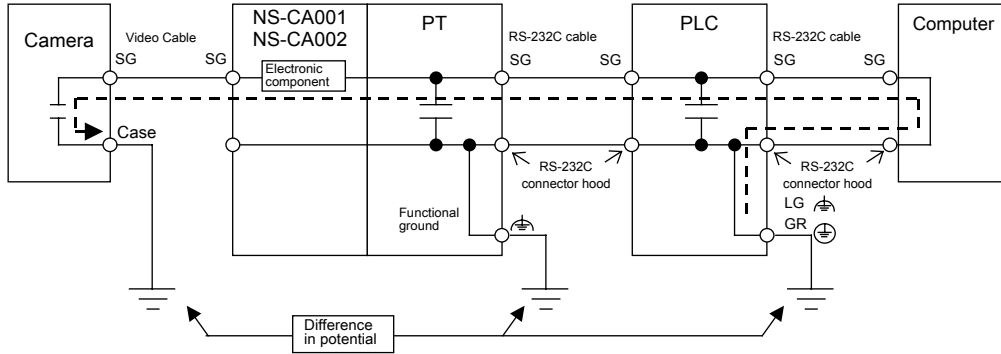 Camera
NS-CA001
NS-CA002
PT
PLC
Computer
Video Cable
RS-232C cable
RS-232C cable
SG
SG
SG
SG
SG
SG
Electronic
component
Case
RS-232C
connector hood
RS-232C
connector hood
Functional
ground
LG
GR
Difference
in potential